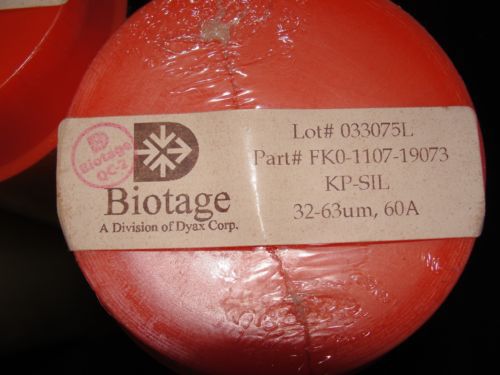 Biotage
QC-2
Biotage
A Division of Dyax Corp.
Lot# 033075L
Part# FK0-1107-19073
KP-SIL
32-63um, 60A